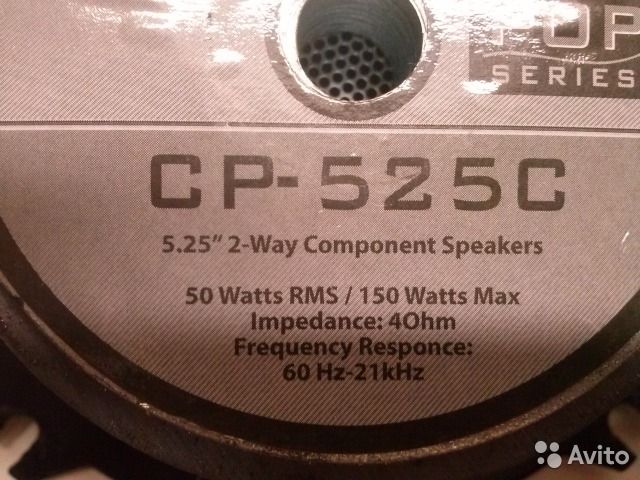 POP
SERIES
CP-525C
5.25" 2-Way Component Speakers
50 Watts RMS / 150 Watts Max
Impedance: 4Ohm
Frequency Responce:
60 Hz-21kHz
Avito